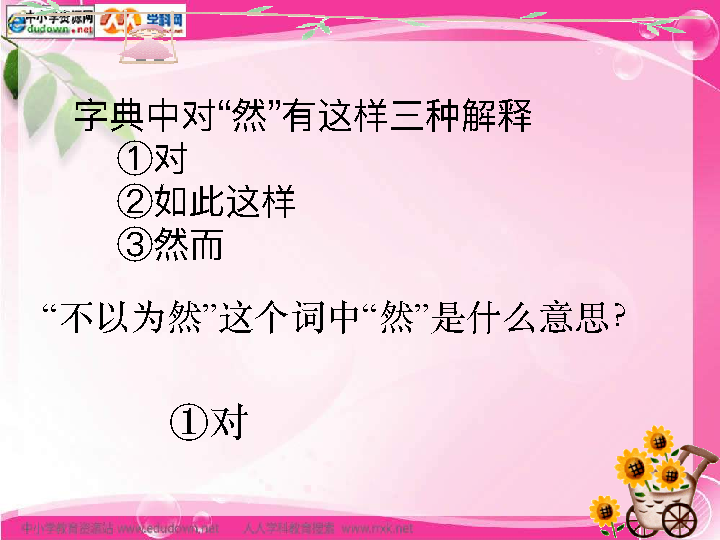 中小学资源网
dudown.net
人人学科网
字典中对“然”有这样三种解释
①对
②如此这样
③然而
“不以为然”这个词中“然”是什么意思?
①对
中小学教育资源站 www.edudown.net 人人学科教育搜索 www.rrxk.net